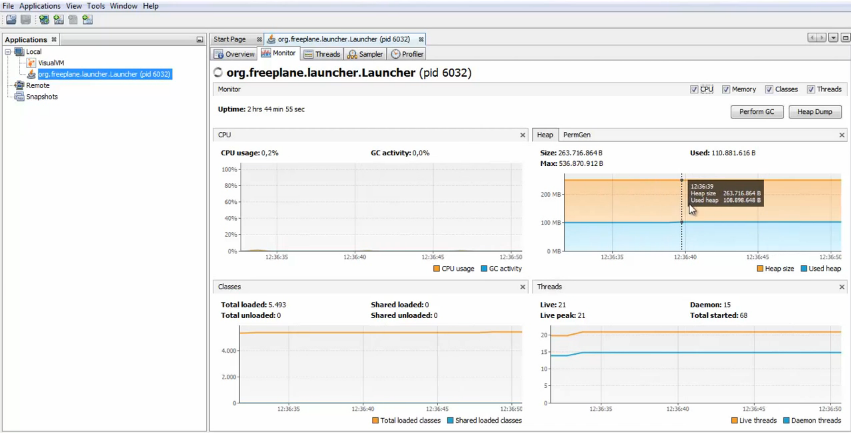 File Applications View Tools Window Help
Applications
Local
VisualVM
org.freeplane.launcher.Launcher (pid 6032)
Remote
Snapshots
Start Page org.freeplane.launcher.Launcher (pid 6032)
Overview Monitor Threads Sampler Profiler
org.freeplane.launcher.Launcher (pid 6032)
Monitor CPU Memory Classes Threads
Uptime: 2 hrs 44 min 55 sec Perform GC Heap Dump
CPU
CPU usage: 0,2% GC activity: 0,0%
100%
80%
60%
40%
20%
0%
12:36:35 12:36:40 12:36:45 12:36:50
CPU usage GC activity
Heap PermGen
Size: 263.716.864 B Used: 110.881.616 B
Max: 536.870.912 B
12:36:39
Heap size 263.716.864 B
Used heap 108.898.648 B
200 MB
100 MB
0 MB
12:36:35 12:36:40 12:36:45 12:36:50
Heap size Used heap
Classes
Total loaded: 5.493 Shared loaded: 0
Total unloaded: 0 Shared unloaded: 0
4,000
2,000
0
12:36:35 12:36:40 12:36:45 12:36:50
Total loaded classes Shared loaded classes
Threads
Live: 21 Daemon: 15
Live peak: 21 Total started: 68
20
15
10
5
0
12:36:35 12:36:40 12:36:45 12:36:50
Live threads Daemon threads